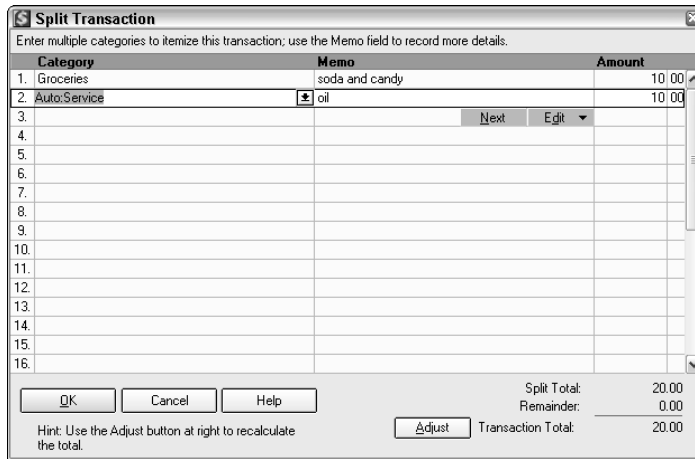 Split Transaction
Enter multiple categories to itemize this transaction; use the Memo field to record more details.
Category Memo Amount
1. Groceries soda and candy 10 00
2. Auto:Service oil 10 00
3. Next Edit
4.
5.
6.
7.
8.
9.
10.
11.
12.
13.
14.
15.
16.
OK Cancel Help Split Total: 20.00
Remainder: 0.00
Hint: Use the Adjust button at right to recalculate
the total.
Adjust Transaction Total: 20.00